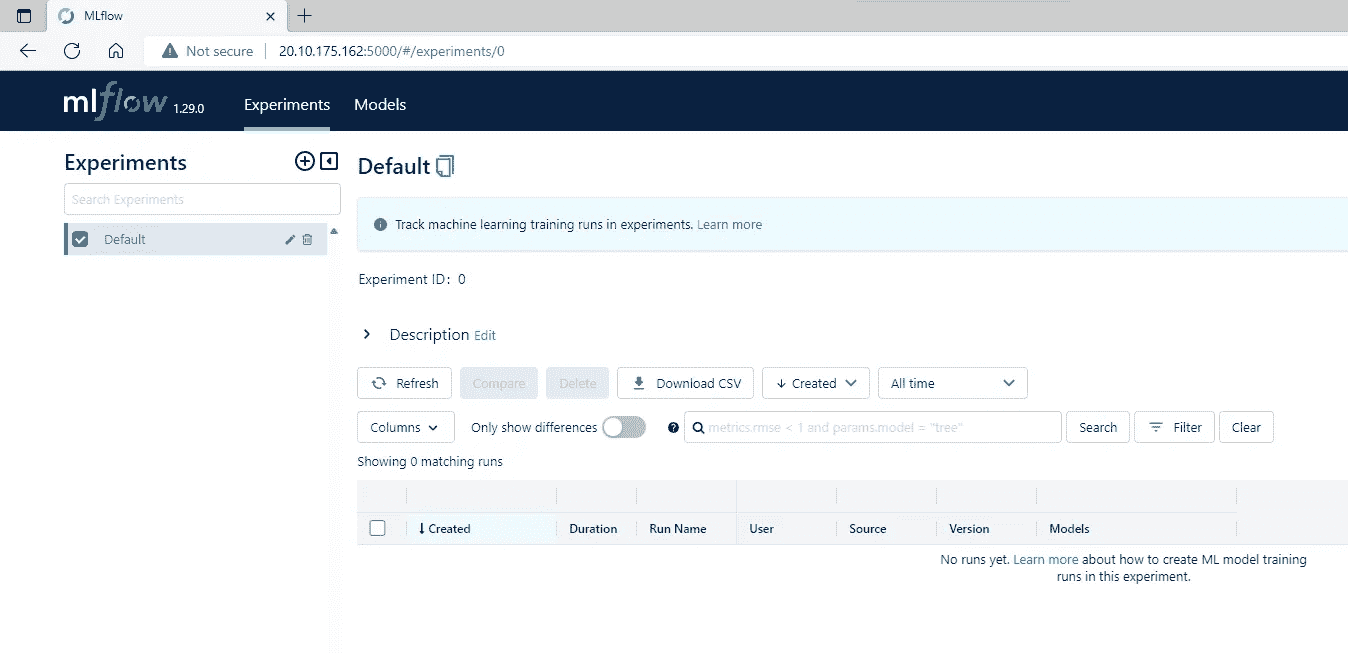 MLflow
Not secure 20.10.175.162:5000/#/experiments/0
mlflow 1.29.0 Experiments Models
Experiments
Search Experiments
Default
Default
Track machine learning training runs in experiments. Learn more
Experiment ID: 0
Description Edit
Refresh Compare Delete Download CSV Created All time
Columns Only show differences metrics.rmse < 1 and params.model = "tree" Search Filter Clear
Showing 0 matching runs
Created Duration Run Name User Source Version Models
No runs yet. Learn more about how to create ML model training
runs in this experiment.